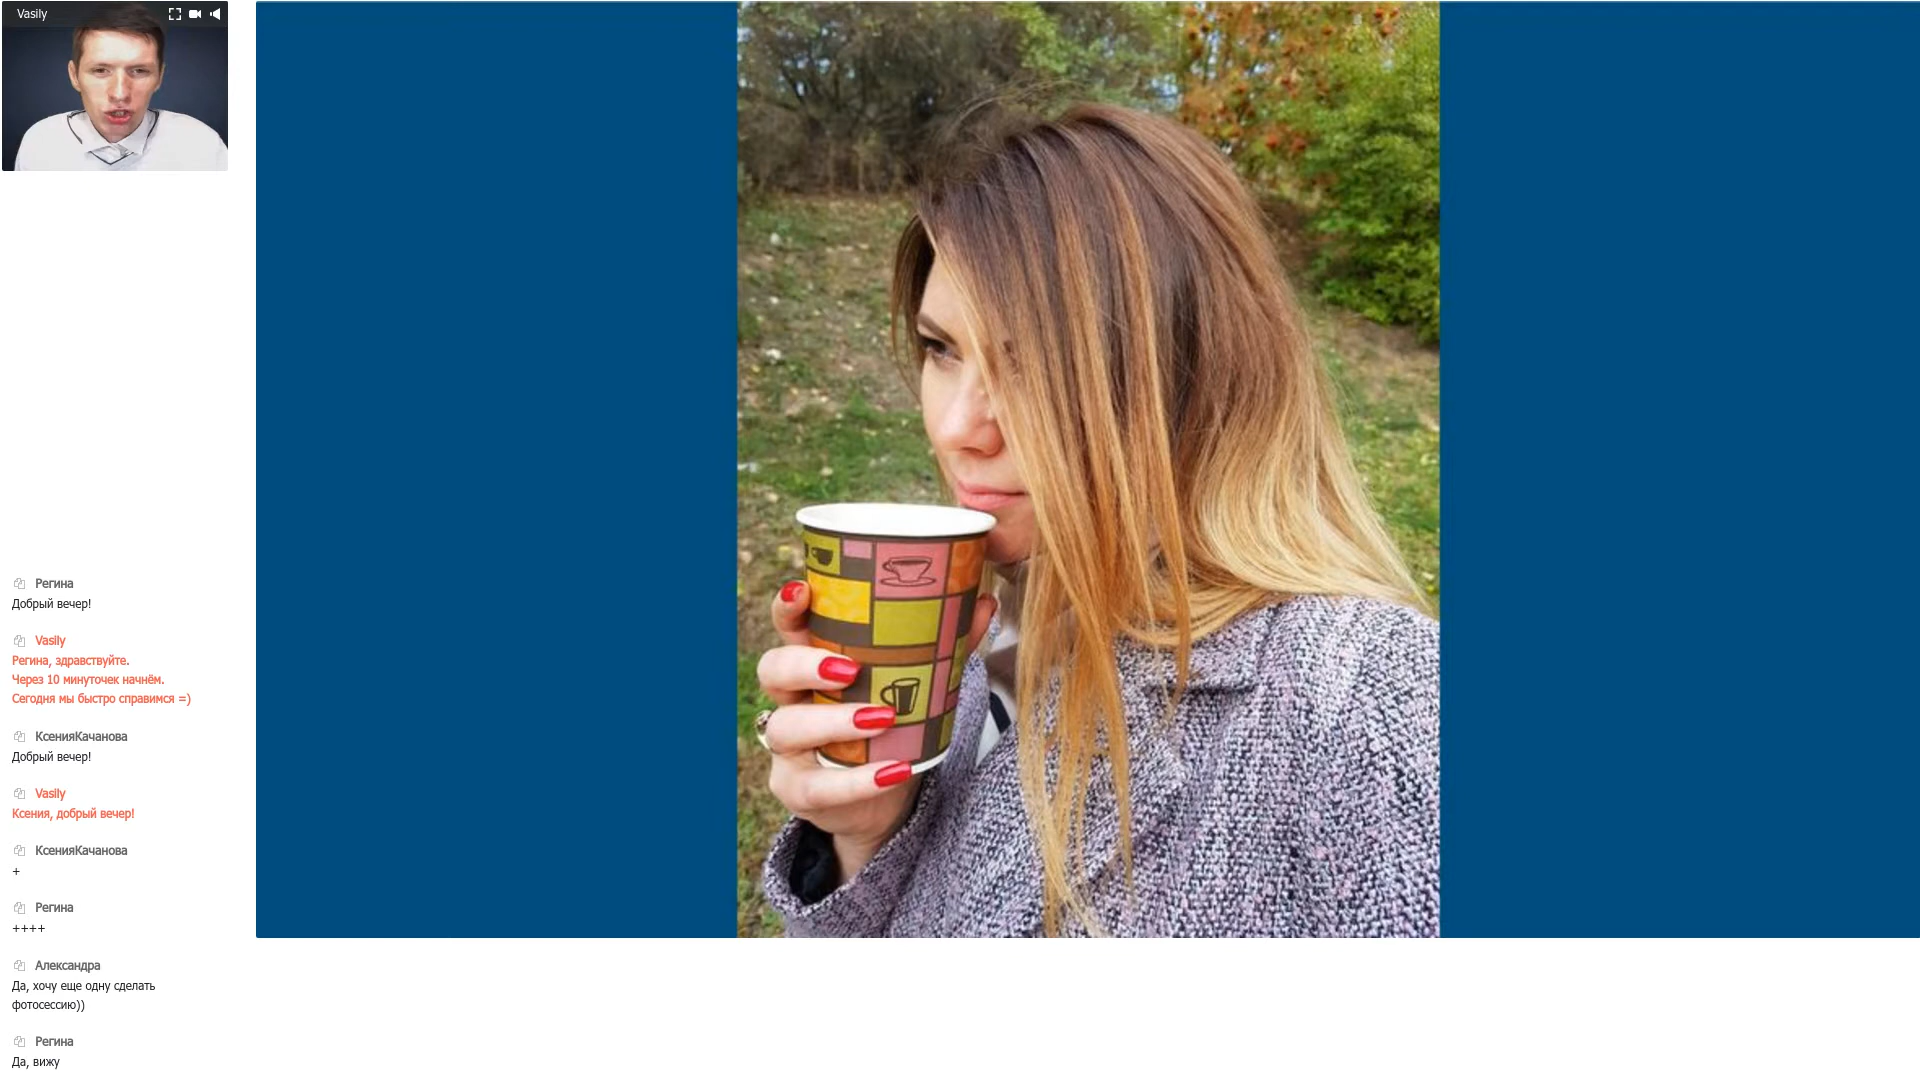 Vasily
Регина
Добрый вечер!
Vasily
Регина, здравствуйте.
Через 10 минуточек начнём.
Сегодня мы быстро справимся =)
КсенияКачанова
Добрый вечер!
Vasily
Ксения, добрый вечер!
КсенияКачанова
+
Регина
++++
Александра
Да, хочу еще одну сделать
фотосессию))
Регина
Да, вижу